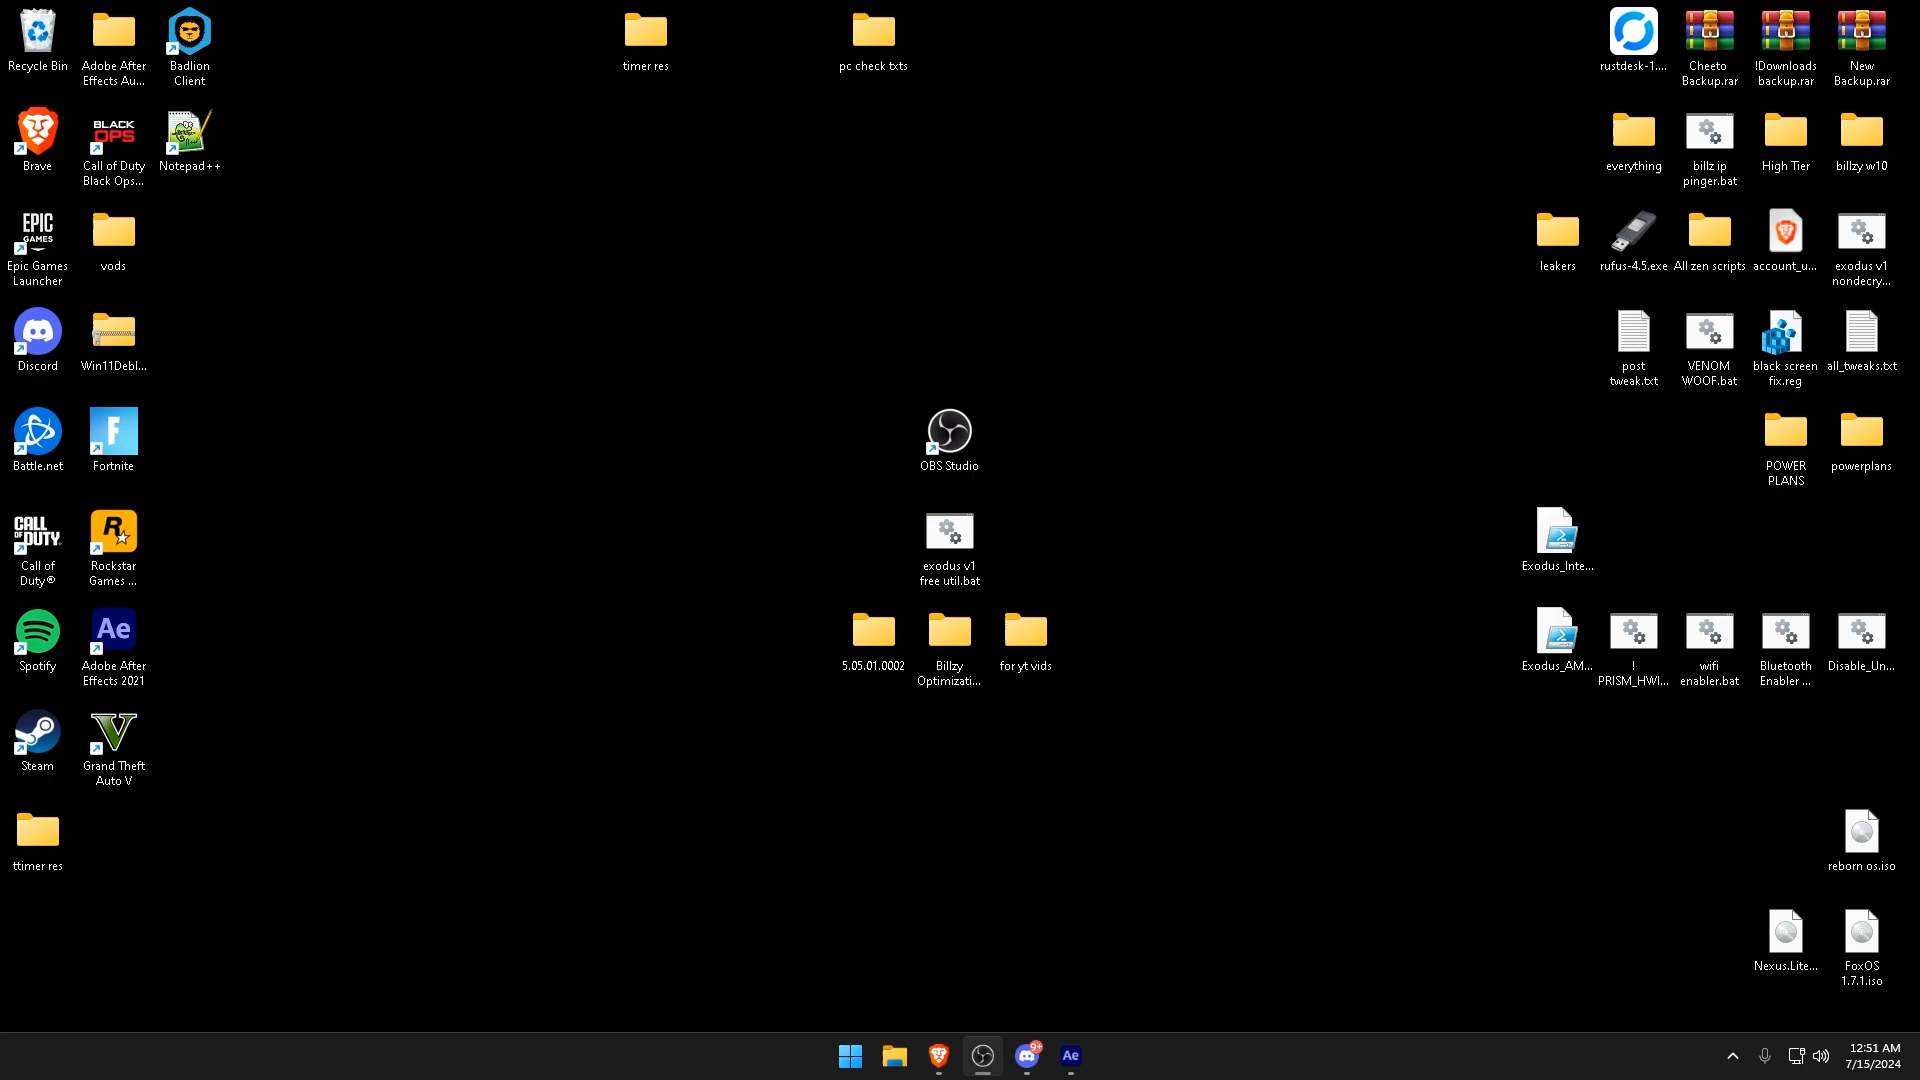 Recycle Bin
Adobe After
Effects Au...
Badlion
Client
timer res
pc check txts
rustdesk-1....
Cheeto
Backup.rar
!Downloads
backup.rar
New
Backup.rar
Brave
BLACK
OPS
Call of Duty
Black Ops...
Notepad++
everything
billz ip
pinger.bat
High Tier
billzy w10
EPIC
GAMES
Epic Games
Launcher
vods
leakers
rufus-4.5.exe
All zen scripts
account_u...
exodus v1
nondecry...
Discord
Win11Debl...
post
tweak.txt
VENOM
WOOF.bat
black screen
fix.reg
all_tweaks.txt
Battle.net
F
Fortnite
OBS Studio
POWER
PLANS
powerplans
CALL
OF DUTY
Call of
Duty®
R
Rockstar
Games ...
exodus v1
free util.bat
Exodus_Inte...
Spotify
Ae
Adobe After
Effects 2021
5.05.01.0002
Billzy
Optimizati...
for yt vids
Exodus_AM...
!
PRISM_HWI...
wifi
enabler.bat
Bluetooth
Enabler ...
Disable_Un...
Steam
V
Grand Theft
Auto V
ttimer res
reborn os.iso
Nexus.Lite...
FoxOS
1.7.1.iso
9+
Ae
12:51 AM
7/15/2024